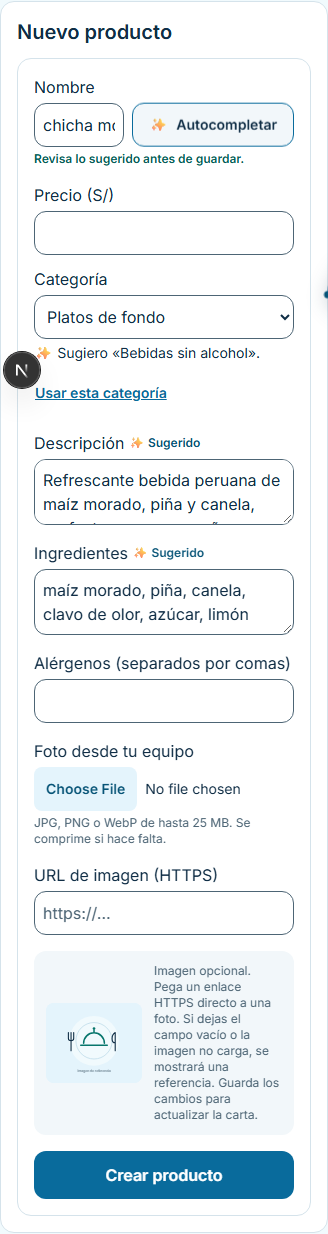 Nuevo producto
Nombre
chicha mo
✨ Autocompletar
Revisa lo sugerido antes de guardar.
Precio (S/)
Categoría
Platos de fondo
✨ Sugiero «Bebidas sin alcohol».
N
Usar esta categoría
Descripción ✨ Sugerido
Refrescante bebida peruana de
maíz morado, piña y canela,
Ingredientes ✨ Sugerido
maíz morado, piña, canela,
clavo de olor, azúcar, limón
Alérgenos (separados por comas)
Foto desde tu equipo
Choose File No file chosen
JPG, PNG o WebP de hasta 25 MB. Se
comprime si hace falta.
URL de imagen (HTTPS)
https://...
Imagen opcional.
Pega un enlace
HTTPS directo a una
foto. Si dejas el
campo vacío o la
imagen no carga, se
mostrará una
referencia. Guarda los
cambios para
actualizar la carta.
Imagen de referencia
Crear producto